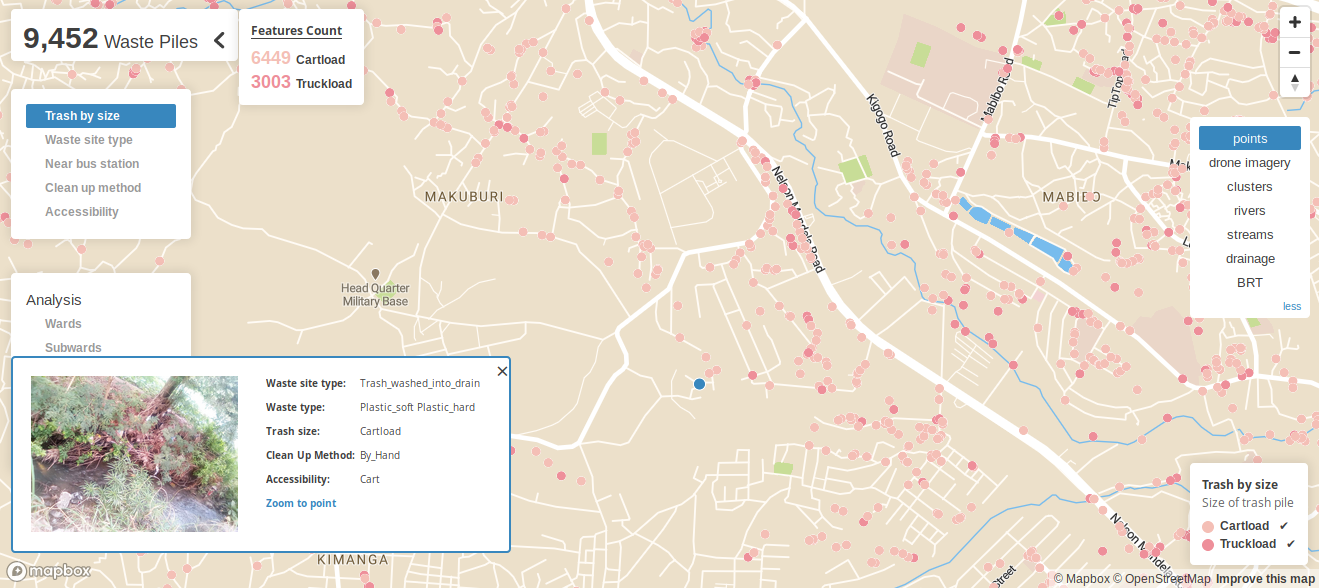 9,452 Waste Piles
Features Count
6449 Cartload
3003 Truckload
Trash by size
Waste site type
Near bus station
Clean up method
Accessibility
Analysis
Wards
Subwards
points
drone imagery
clusters
rivers
streams
drainage
BRT
less
MAKUBURI
Head Quarter
Military Base
Kigogo Road
Mabibo Road
TipTop
MABIBO
Nelson Mandela Road
Waste site type: Trash_washed_into_drain
Waste type: Plastic_soft Plastic_hard
Trash size: Cartload
Clean Up Method: By_Hand
Accessibility: Cart
Zoom to point
Trash by size
Size of trash pile
Cartload ✔
Truckload ✔
KIMANGA
Nelson Mandela
Street
mapbox
© Mapbox © OpenStreetMap Improve this map